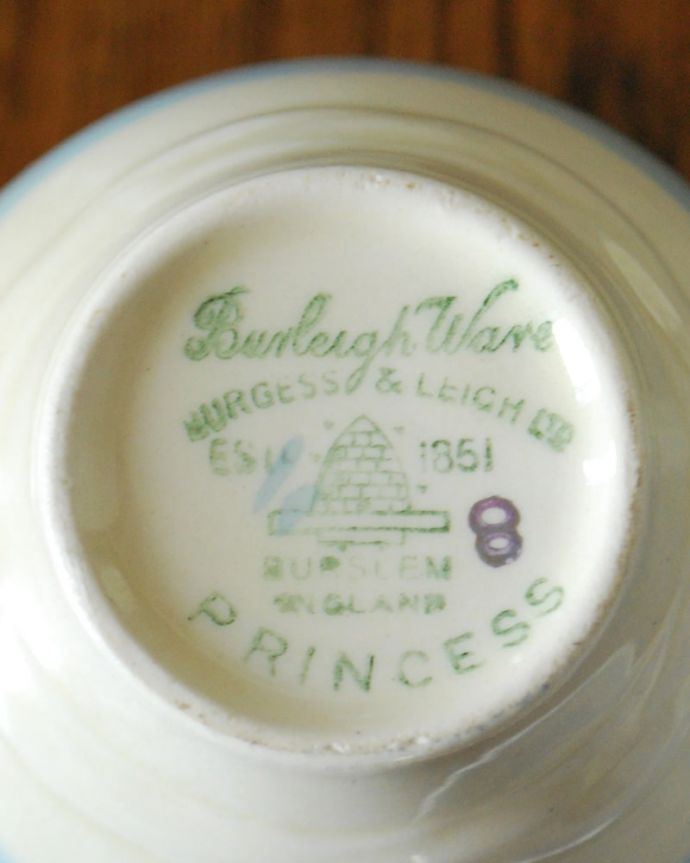 Burleigh Ware
BURGESS & LEIGH LTD
EST. 1851
8
BURSLEM
ENGLAND
PRINCESS